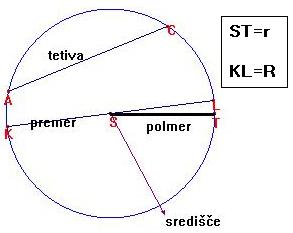 C
ST=r
tetiva
KL=R
A
L
K
premer
S
polmer
T
središče